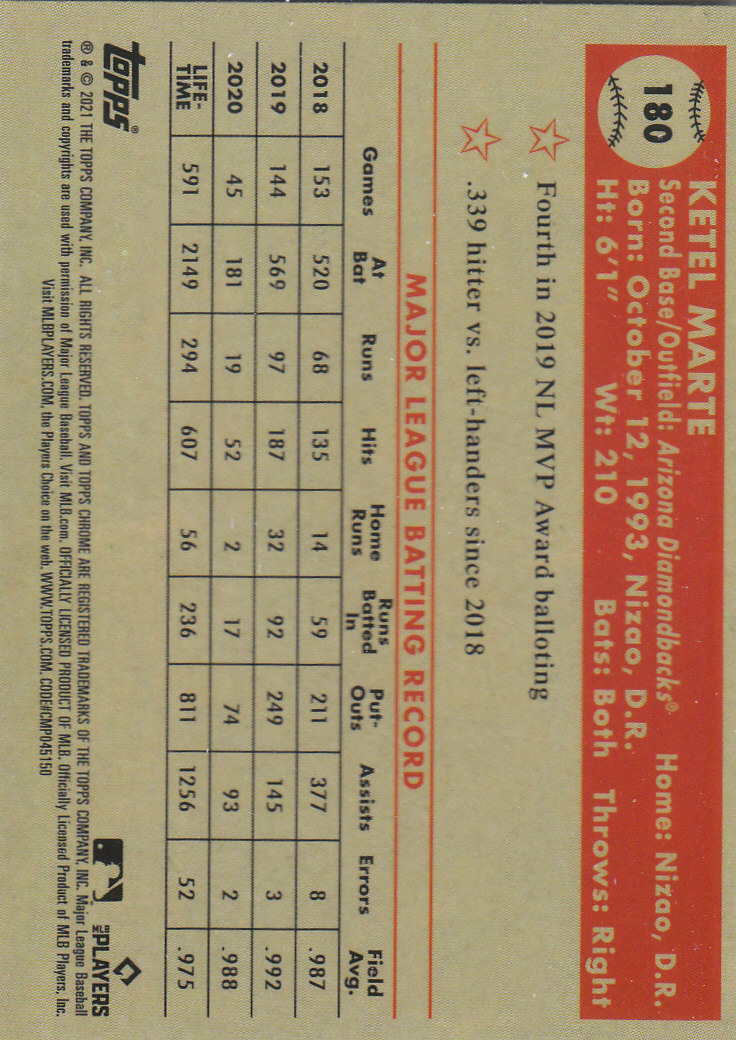 180
KETEL MARTE
Second Base/Outfield: Arizona Diamondbacks® Home: Nizao, D.R.
Born: October 12, 1993, Nizao, D.R.
Ht: 6'1" Wt: 210 Bats: Both Throws: Right
Fourth in 2019 NL MVP Award balloting
.339 hitter vs. left-handers since 2018
MAJOR LEAGUE BATTING RECORD
Games At Bat Runs Hits Home Runs Runs Batted In Put-Outs Assists Errors Field Avg.
2018 153 520 68 135 14 59 211 377 8 .987
2019 144 569 97 187 32 92 249 145 3 .992
2020 45 181 19 52 2 17 74 93 2 .988
LIFE-TIME 591 2149 294 607 56 236 811 1256 52 .975
topps®
MLB PLAYERS
® & © 2021 THE TOPPS COMPANY, INC. ALL RIGHTS RESERVED. TOPPS AND TOPPS CHROME ARE REGISTERED TRADEMARKS OF THE TOPPS COMPANY, INC. Major League Baseball
trademarks and copyrights are used with permission of Major League Baseball. Visit MLB.com. OFFICIALLY LICENSED PRODUCT OF MLB. Officially Licensed Product of MLB Players, Inc.
Visit MLBPLAYERS.COM, the Players Choice on the web. WWW.TOPPS.COM. CODE#CMP045150